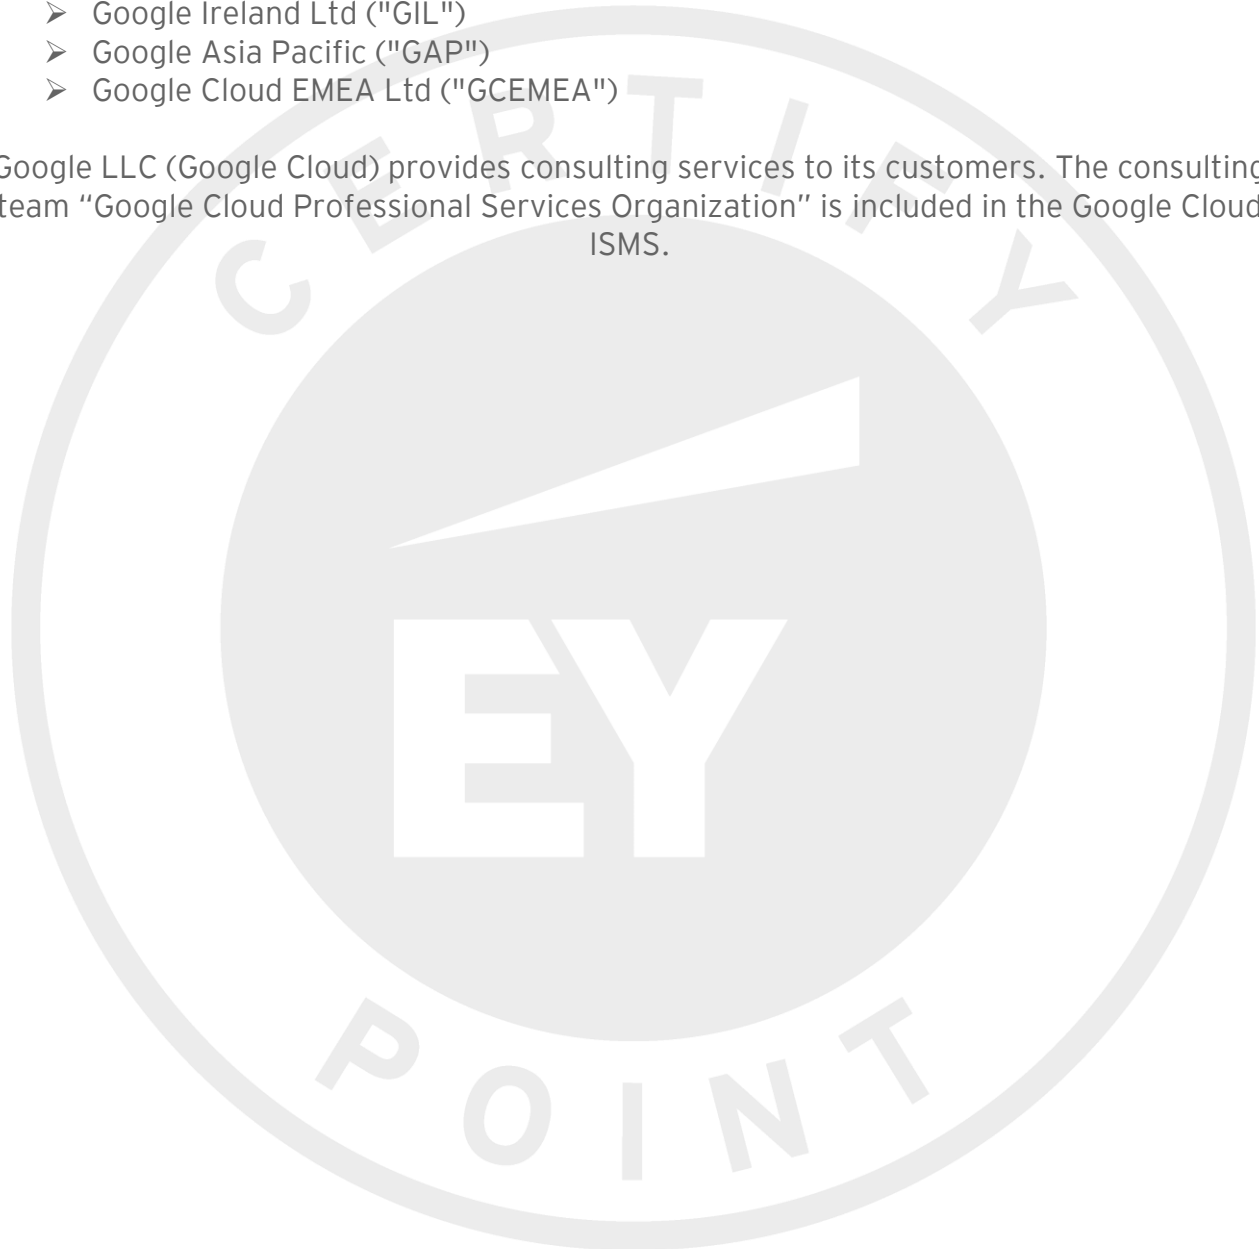 ➢ Google Ireland Ltd ("GIL")
➢ Google Asia Pacific ("GAP")
➢ Google Cloud EMEA Ltd ("GCEMEA")
Google LLC (Google Cloud) provides consulting services to its customers. The consulting
team “Google Cloud Professional Services Organization” is included in the Google Cloud
ISMS.
CERTIFY
EY
POINT